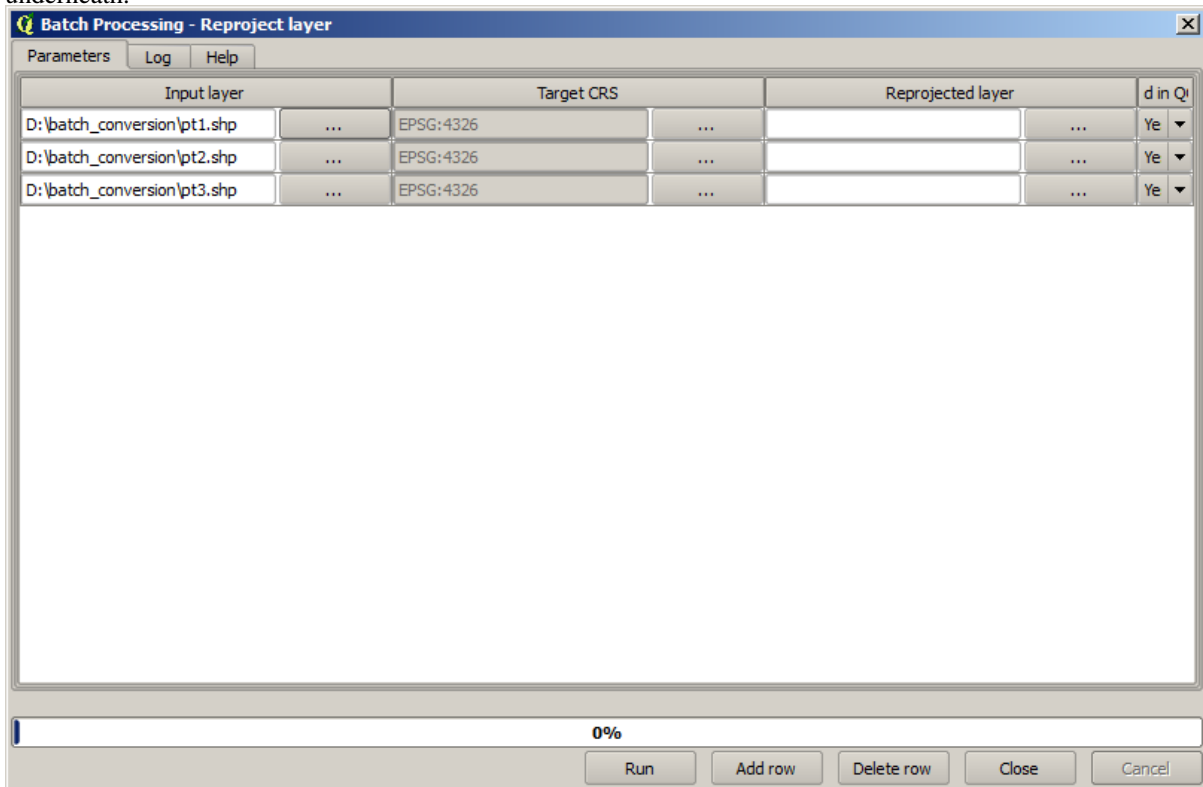 underneath.
Batch Processing - Reproject layer
Parameters Log Help
Input layer Target CRS Reprojected layer d in Q
D:\batch_conversion\pt1.shp ... EPSG:4326 ... ... Ye
D:\batch_conversion\pt2.shp ... EPSG:4326 ... ... Ye
D:\batch_conversion\pt3.shp ... EPSG:4326 ... ... Ye
0%
Run Add row Delete row Close Cancel